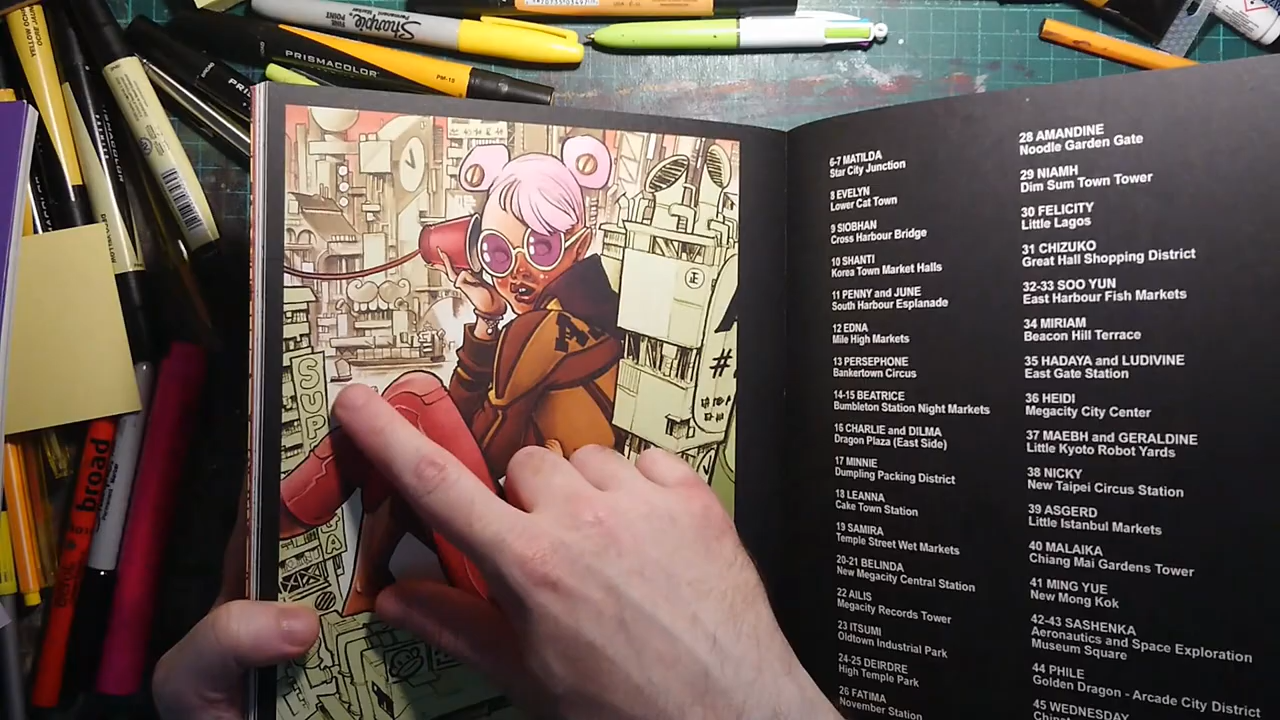 YELLOW OCHRE
OCRE JAUNE
FINE POINT
Sharpie
PRISMACOLOR
PM-19
broad
SUP
A
正
#
6-7 MATILDA
Star City Junction
8 EVELYN
Lower Cat Town
9 SIOBHAN
Cross Harbour Bridge
10 SHANTI
Korea Town Market Halls
11 PENNY and JUNE
South Harbour Esplanade
12 EDNA
Mile High Markets
13 PERSEPHONE
Bankertown Circus
14-15 BEATRICE
Bumbleton Station Night Markets
16 CHARLIE and DILMA
Dragon Plaza (East Side)
17 MINNIE
Dumpling Packing District
18 LEANNA
Cake Town Station
19 SAMIRA
Temple Street Wet Markets
20-21 BELINDA
New Megacity Central Station
22 AILIS
Megacity Records Tower
23 ITSUMI
Oldtown Industrial Park
24-25 DEIRDRE
High Temple Park
26 FATIMA
November Station
28 AMANDINE
Noodle Garden Gate
29 NIAMH
Dim Sum Town Tower
30 FELICITY
Little Lagos
31 CHIZUKO
Great Hall Shopping District
32-33 SOO YUN
East Harbour Fish Markets
34 MIRIAM
Beacon Hill Terrace
35 HADAYA and LUDIVINE
East Gate Station
36 HEIDI
Megacity City Center
37 MAEBH and GERALDINE
Little Kyoto Robot Yards
38 NICKY
New Taipei Circus Station
39 ASGERD
Little Istanbul Markets
40 MALAIKA
Chiang Mai Gardens Tower
41 MING YUE
New Mong Kok
42-43 SASHENKA
Aeronautics and Space Exploration
Museum Square
44 PHILE
Golden Dragon - Arcade City District
45 WEDNESDAY